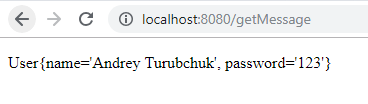 localhost:8080/getMessage
User{name='Andrey Turubchuk', password='123'}